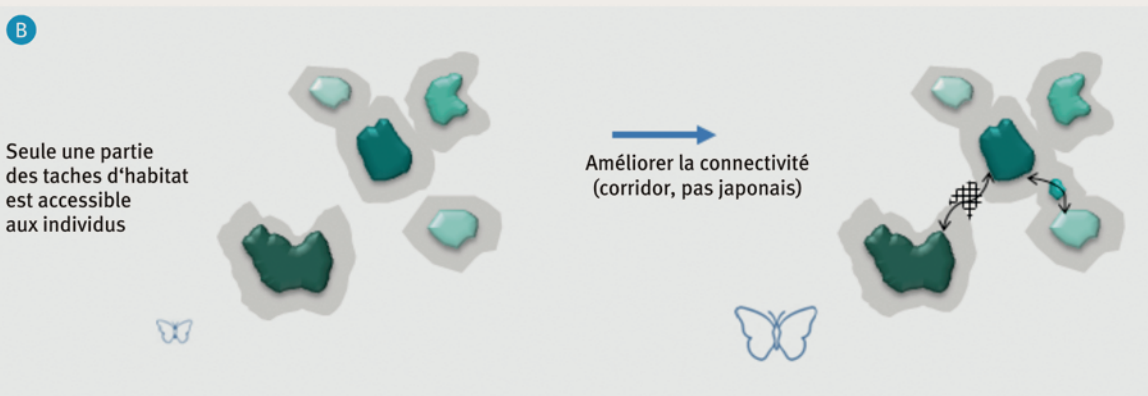 B
Seule une partie
des taches d‘habitat
est accessible
aux individus
Améliorer la connectivité
(corridor, pas japonais)